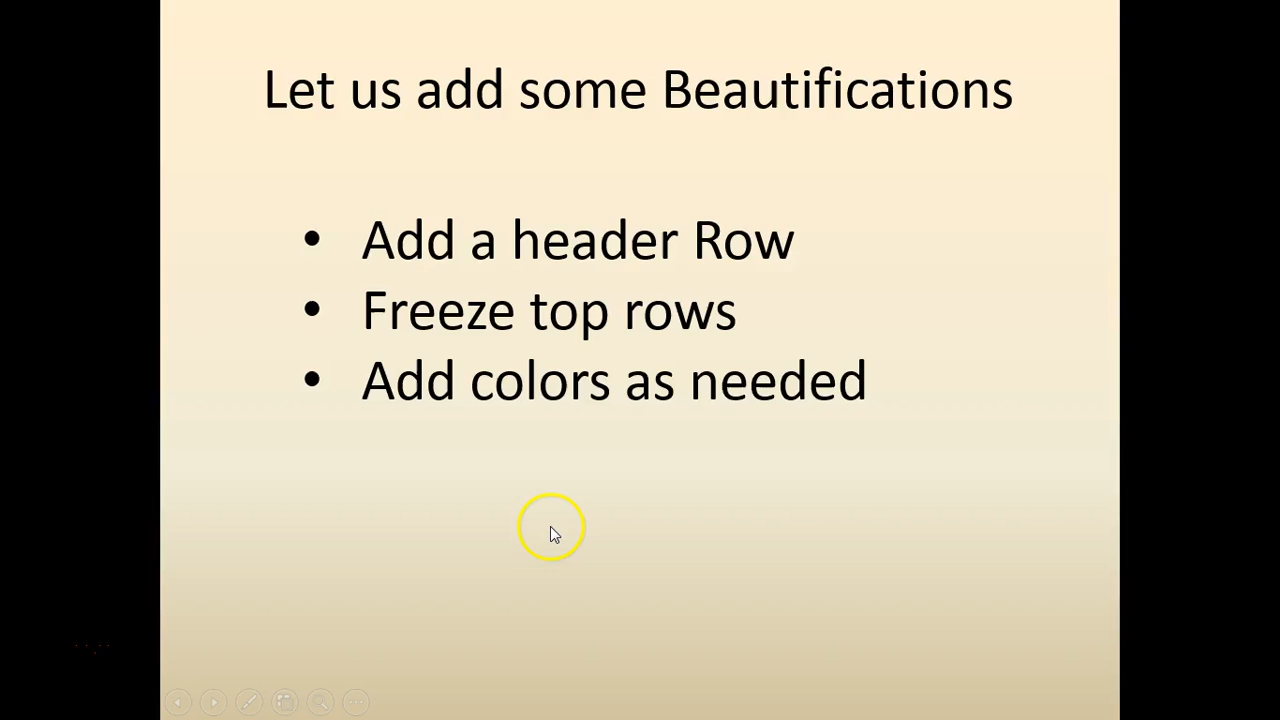 Let us add some Beautifications
• Add a header Row
• Freeze top rows
• Add colors as needed